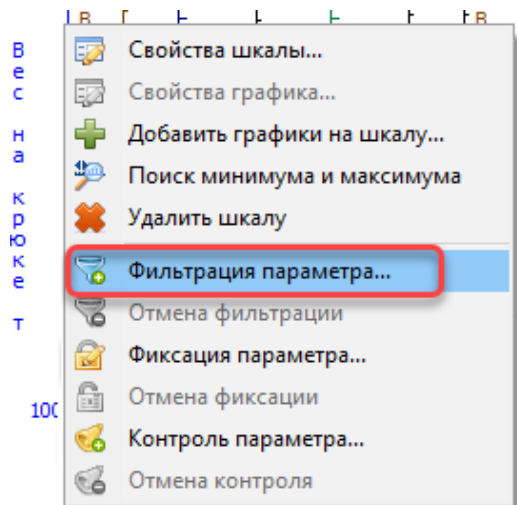 Вес на крюке т
100
Свойства шкалы...
Свойства графика...
Добавить графики на шкалу...
Поиск минимума и максимума
Удалить шкалу
Фильтрация параметра...
Отмена фильтрации
Фиксация параметра...
Отмена фиксации
Контроль параметра...
Отмена контроля